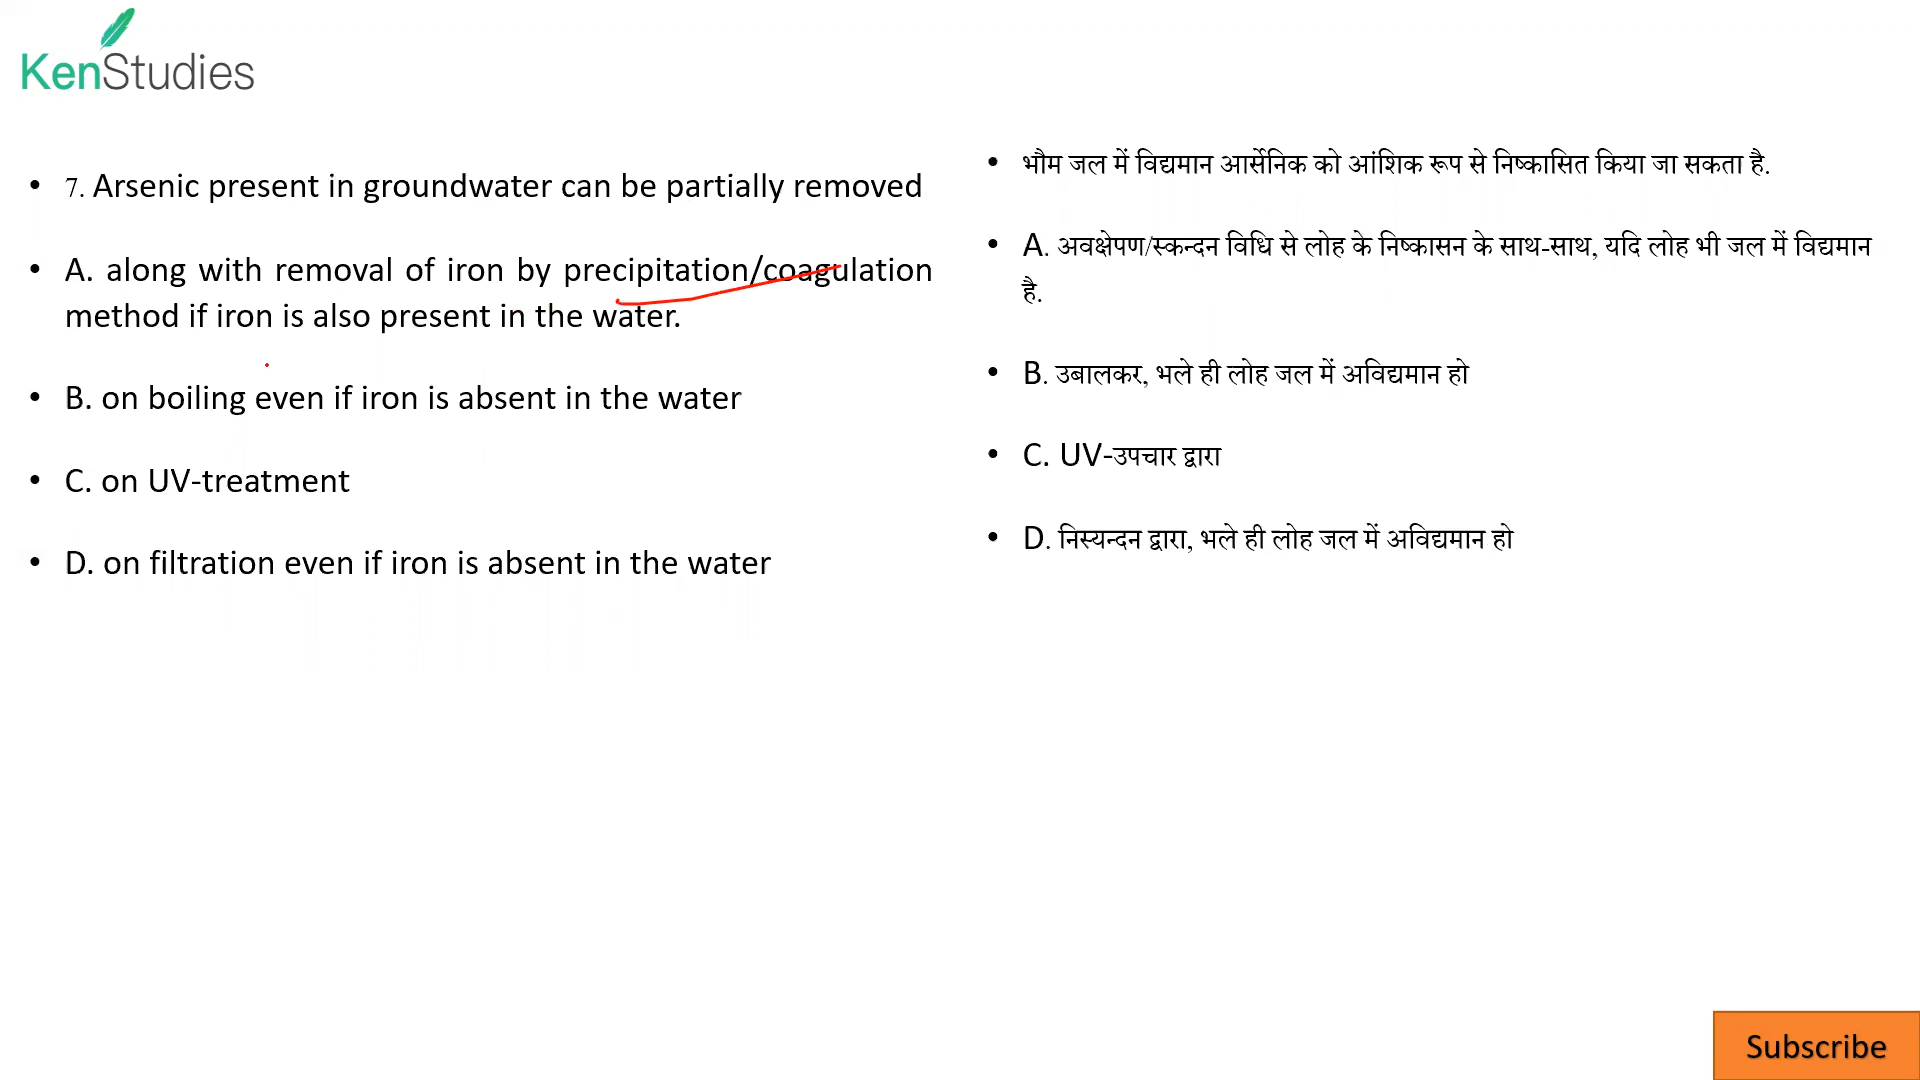 KenStudies
• 7. Arsenic present in groundwater can be partially removed
• A. along with removal of iron by precipitation/coagulation
method if iron is also present in the water.
• B. on boiling even if iron is absent in the water
• C. on UV-treatment
• D. on filtration even if iron is absent in the water
• भौम जल में विद्यमान आर्सेनिक को आंशिक रूप से निष्कासित किया जा सकता है.
• A. अवक्षेपण/स्कन्दन विधि से लोह के निष्कासन के साथ-साथ, यदि लोह भी जल में विद्यमान
है.
• B. उबालकर, भले ही लोह जल में अविद्यमान हो
• C. UV-उपचार द्वारा
• D. निस्यन्दन द्वारा, भले ही लोह जल में अविद्यमान हो
Subscribe